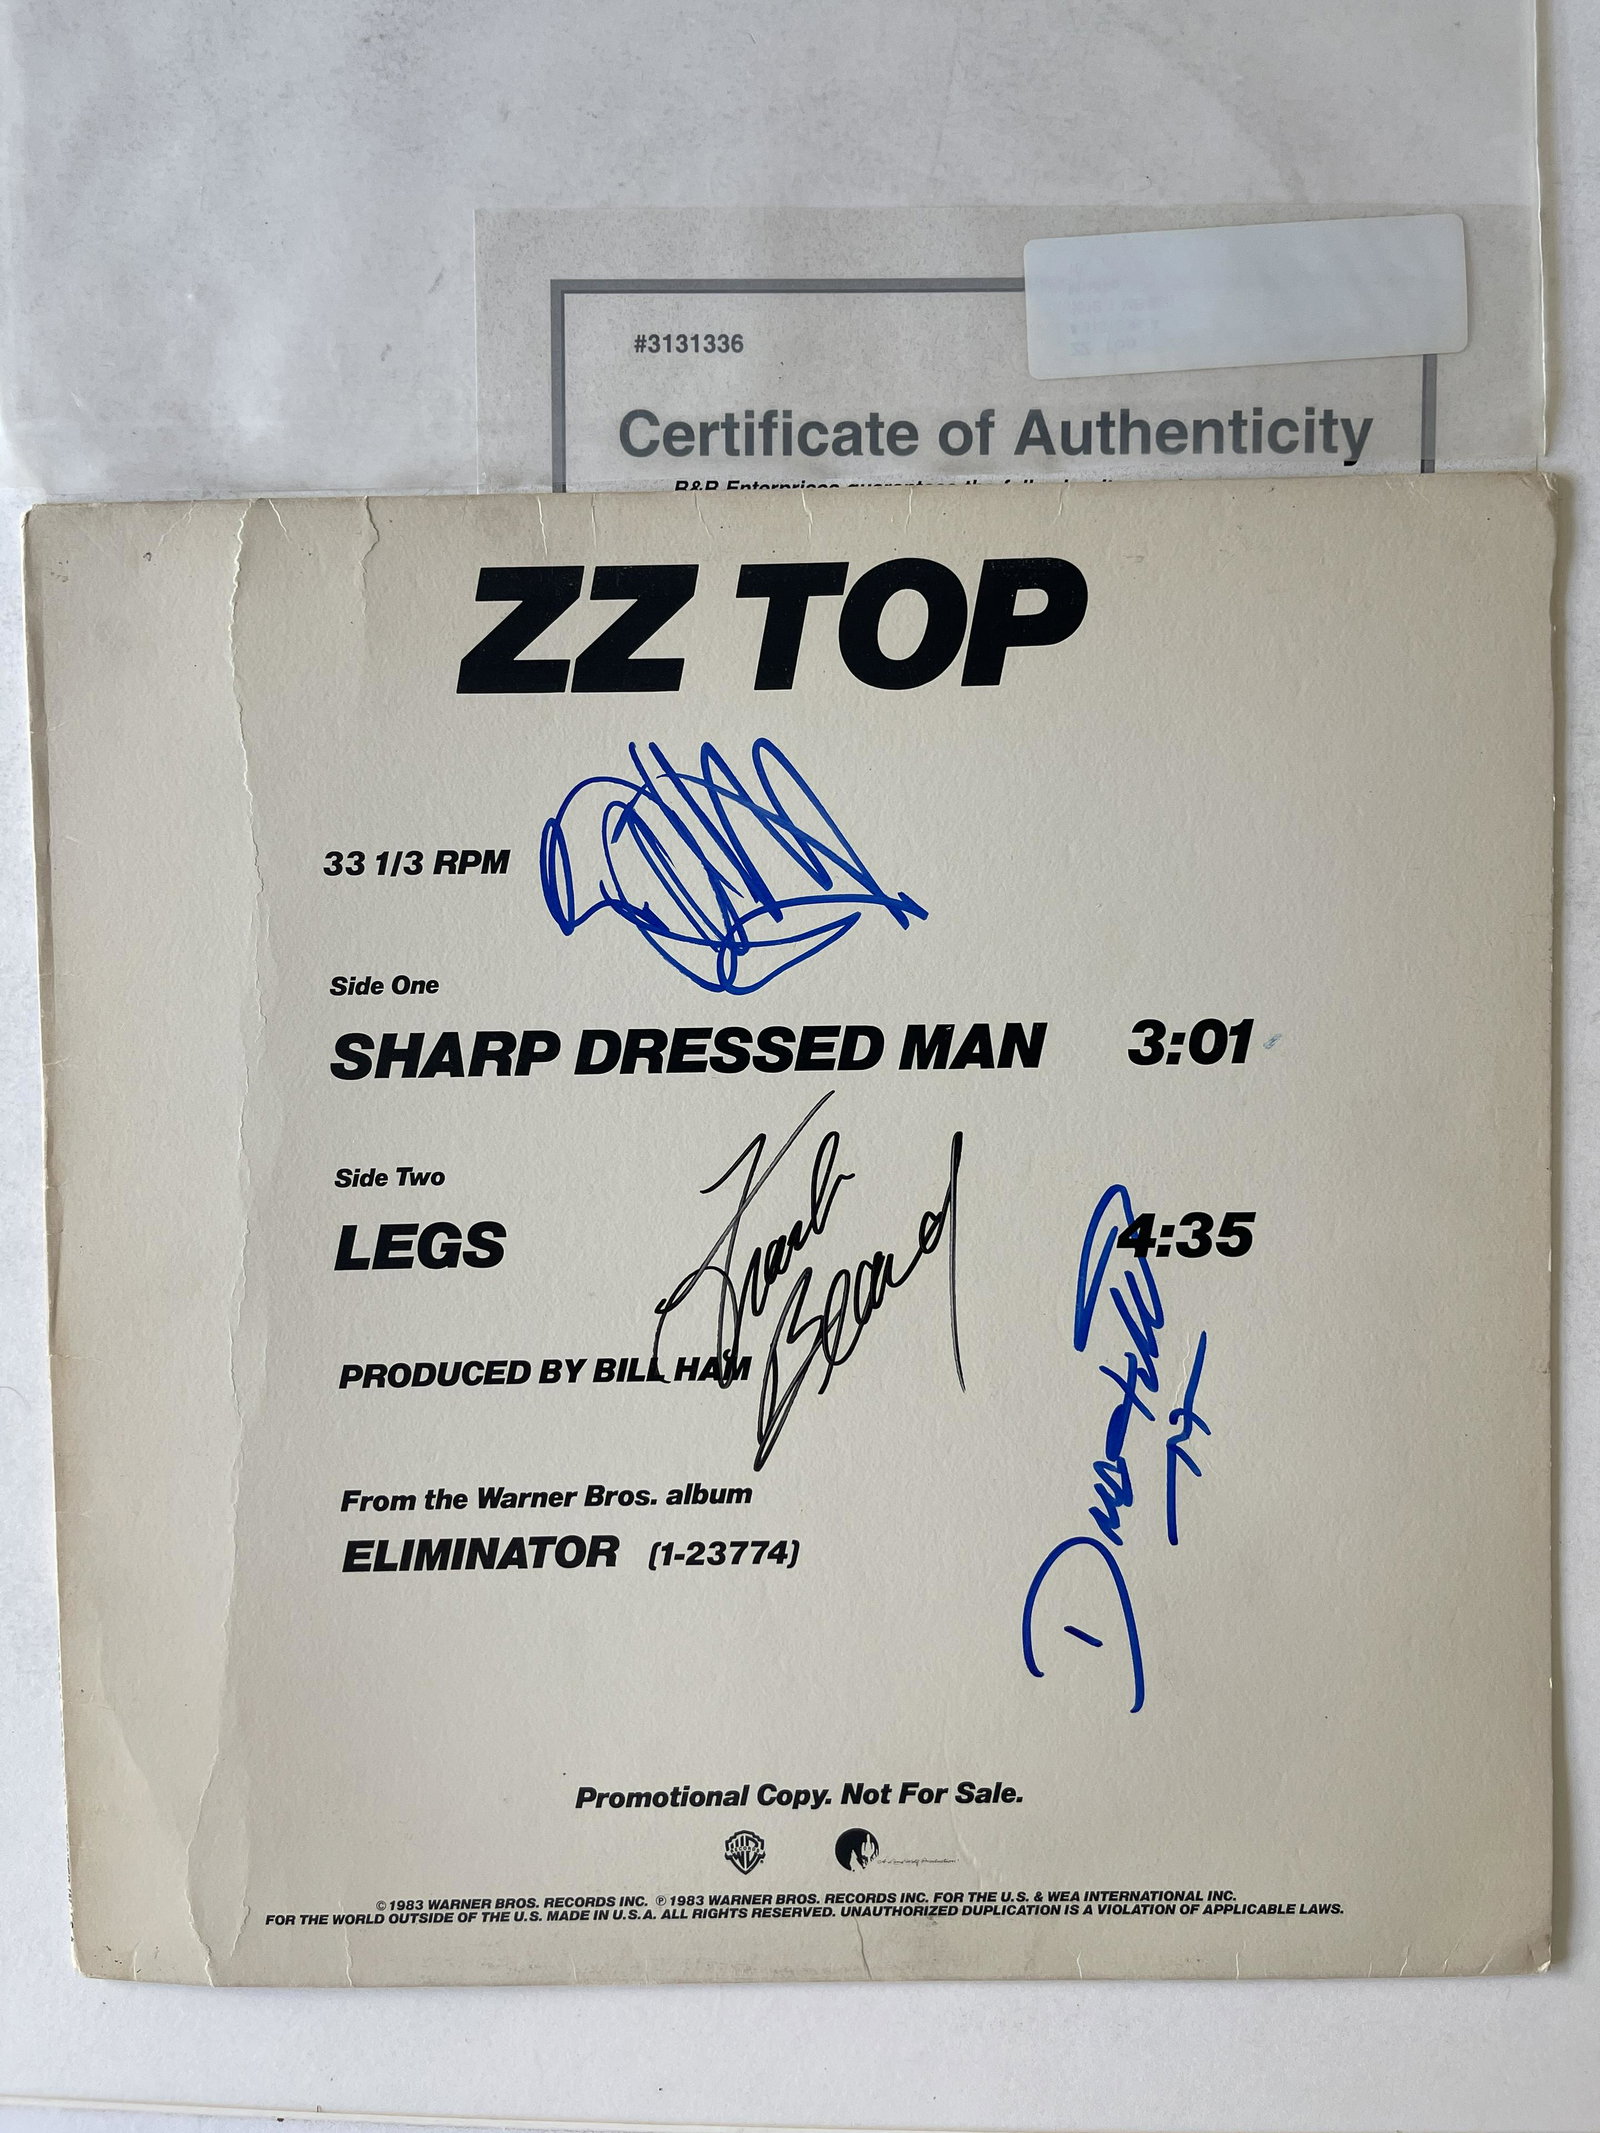 #3131336
Certificate of Authenticity
R&R Enterprises guarantees the
ZZ TOP
33 1/3 RPM
Side One
SHARP DRESSED MAN 3:01
Side Two
LEGS 4:35
Frank
Beard
PRODUCED BY BILL HAM
From the Warner Bros. album
ELIMINATOR (1-23774)
Promotional Copy. Not For Sale.
©1983 WARNER BROS. RECORDS INC. ℗1983 WARNER BROS. RECORDS INC. FOR THE U.S. & WEA INTERNATIONAL INC.
FOR THE WORLD OUTSIDE OF THE U.S. MADE IN U.S.A. ALL RIGHTS RESERVED. UNAUTHORIZED DUPLICATION IS A VIOLATION OF APPLICABLE LAWS.